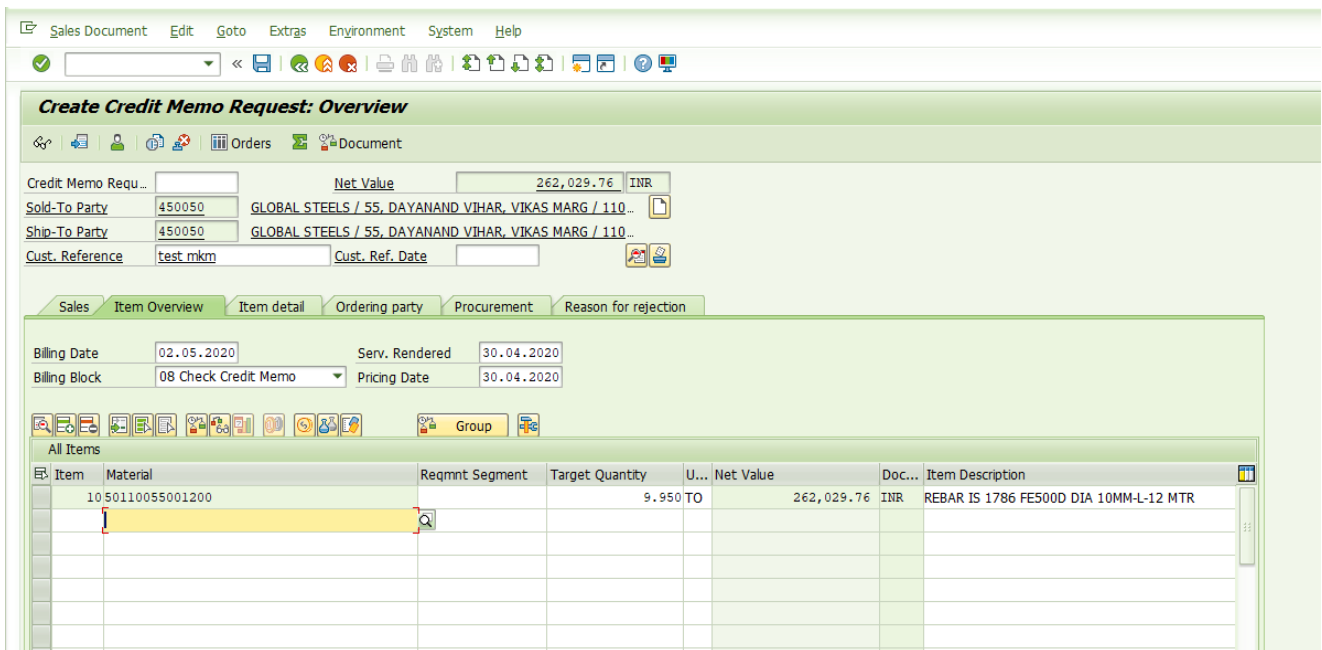 Sales Document Edit Goto Extras Environment System Help
Create Credit Memo Request: Overview
Orders Document
Credit Memo Requ... Net Value 262,029.76 INR
Sold-To Party 450050 GLOBAL STEELS / 55, DAYANAND VIHAR, VIKAS MARG / 110...
Ship-To Party 450050 GLOBAL STEELS / 55, DAYANAND VIHAR, VIKAS MARG / 110...
Cust. Reference test mkm Cust. Ref. Date
Sales Item Overview Item detail Ordering party Procurement Reason for rejection
Billing Date 02.05.2020 Serv. Rendered 30.04.2020
Billing Block 08 Check Credit Memo Pricing Date 30.04.2020
Group
All Items
Item Material Reqmnt Segment Target Quantity U... Net Value Doc... Item Description
10 50110055001200 9.950 TO 262,029.76 INR REBAR IS 1786 FE500D DIA 10MM-L-12 MTR